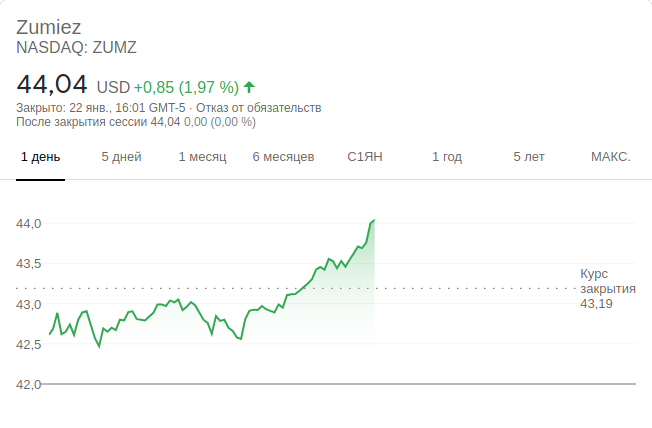 Zumiez
NASDAQ: ZUMZ
44,04 USD +0,85 (1,97 %)
Закрыто: 22 янв., 16:01 GMT-5 · Отказ от обязательств
После закрытия сессии 44,04 0,00 (0,00 %)
1 день 5 дней 1 месяц 6 месяцев С1ЯН 1 год 5 лет МАКС.
44,0
43,5
Курс
закрытия
43,19
43,0
42,5
42,0